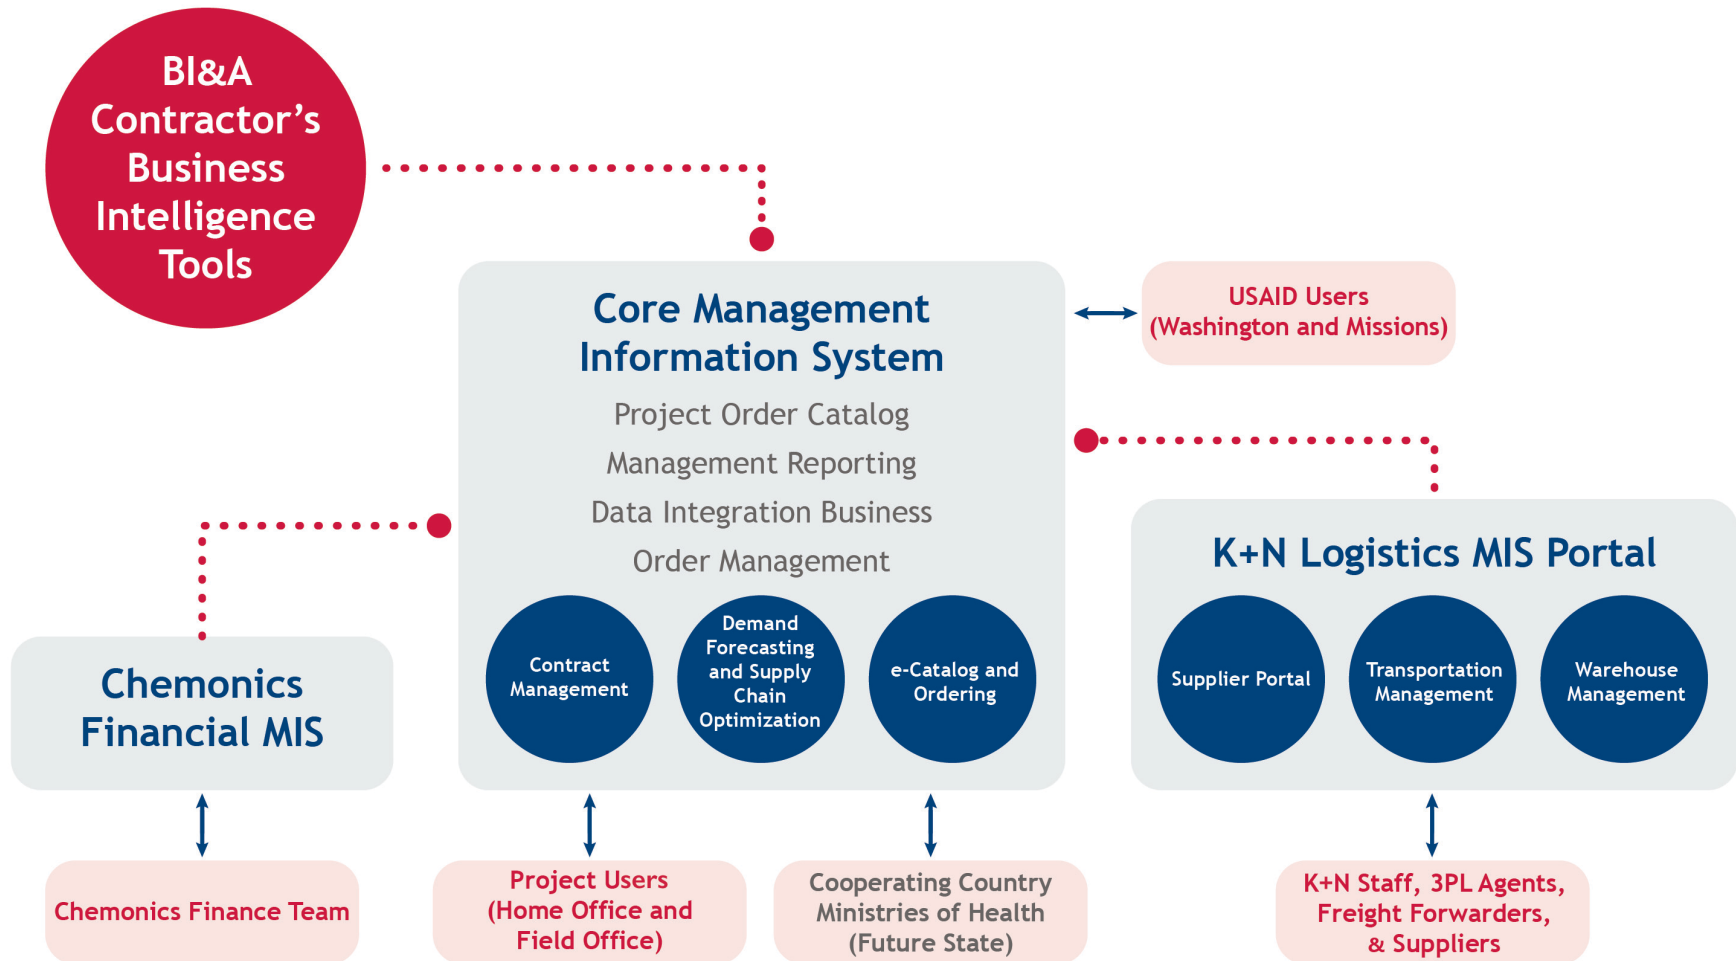 BI&A
Contractor's
Business
Intelligence
Tools
Core Management
Information System
Project Order Catalog
Management Reporting
Data Integration Business
Order Management
Contract
Management
Demand
Forecasting
and Supply
Chain
Optimization
e-Catalog and
Ordering
USAID Users
(Washington and Missions)
K+N Logistics MIS Portal
Supplier Portal
Transportation
Management
Warehouse
Management
Chemonics
Financial MIS
Chemonics Finance Team
Project Users
(Home Office and
Field Office)
Cooperating Country
Ministries of Health
(Future State)
K+N Staff, 3PL Agents,
Freight Forwarders,
& Suppliers